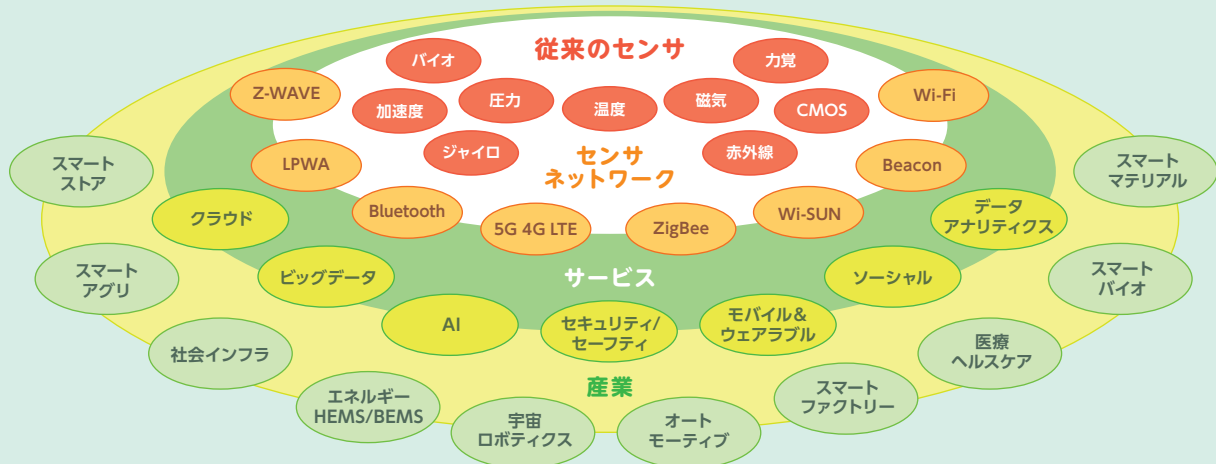 従来のセンサ
バイオ
力覚
加速度
圧力
温度
磁気
CMOS
ジャイロ
赤外線
センサ
ネットワーク
Z-WAVE
Wi-Fi
LPWA
Beacon
Bluetooth
5G 4G LTE
ZigBee
Wi-SUN
サービス
クラウド
データ
アナリティクス
ビッグデータ
ソーシャル
AI
セキュリティ/
セーフティ
モバイル&
ウェアラブル
産業
スマート
ストア
スマート
マテリアル
スマート
アグリ
スマート
バイオ
社会インフラ
医療
ヘルスケア
エネルギー
HEMS/BEMS
宇宙
ロボティクス
オート
モーティブ
スマート
ファクトリー